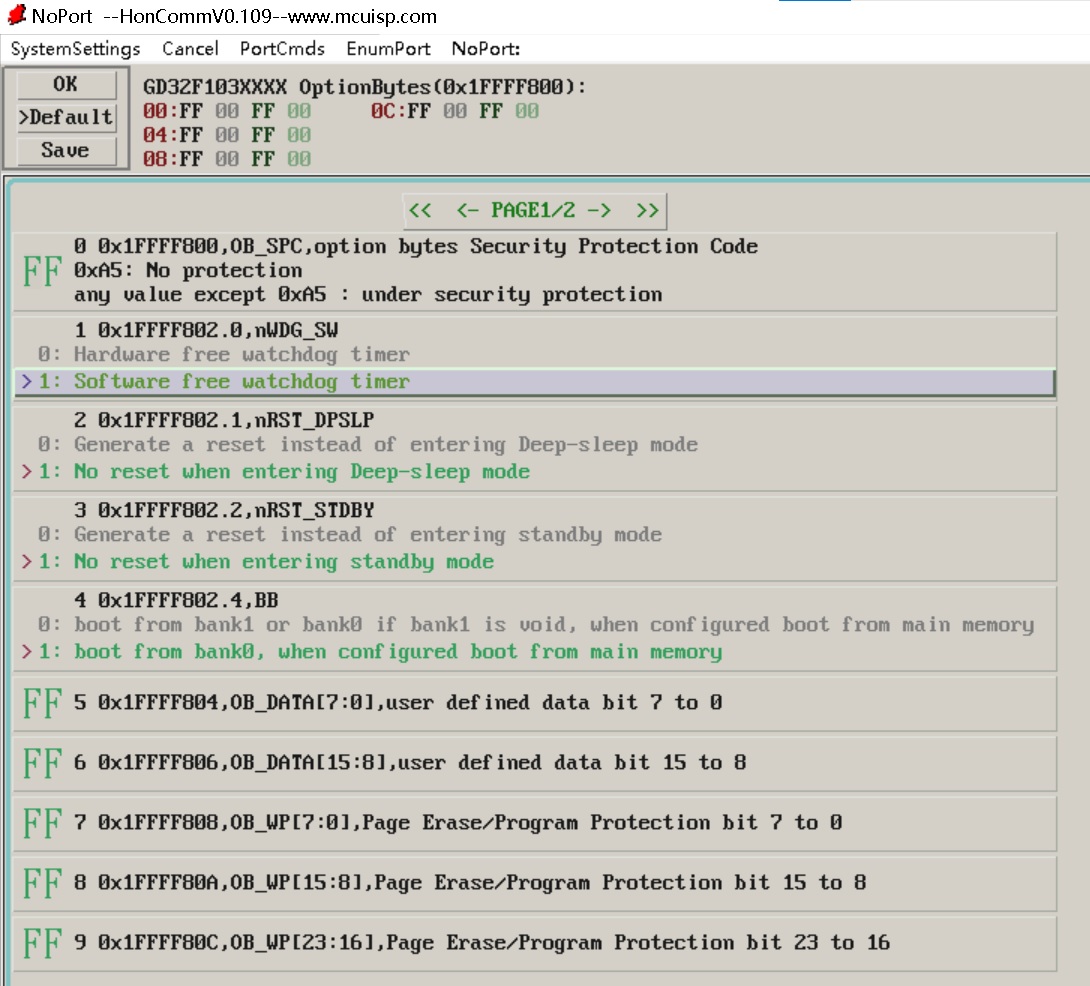 NoPort --HonCommV0.109--www.mcuisp.com
SystemSettings Cancel PortCmds EnumPort NoPort:
OK
>Default
Save
GD32F103XXXX OptionBytes(0x1FFFF800):
00:FF 00 FF 00 0C:FF 00 FF 00
04:FF 00 FF 00
08:FF 00 FF 00
<< <- PAGE1/2 -> >>
FF
0 0x1FFFF800,OB_SPC,option bytes Security Protection Code
0xA5: No protection
any value except 0xA5 : under security protection
1 0x1FFFF802.0,nWDG_SW
0: Hardware free watchdog timer
>1: Software free watchdog timer
2 0x1FFFF802.1,nRST_DPSLP
0: Generate a reset instead of entering Deep-sleep mode
>1: No reset when entering Deep-sleep mode
3 0x1FFFF802.2,nRST_STDBY
0: Generate a reset instead of entering standby mode
>1: No reset when entering standby mode
4 0x1FFFF802.4,BB
0: boot from bank1 or bank0 if bank1 is void, when configured boot from main memory
>1: boot from bank0, when configured boot from main memory
FF 5 0x1FFFF804,OB_DATA[7:0],user defined data bit 7 to 0
FF 6 0x1FFFF806,OB_DATA[15:8],user defined data bit 15 to 8
FF 7 0x1FFFF808,OB_WP[7:0],Page Erase/Program Protection bit 7 to 0
FF 8 0x1FFFF80A,OB_WP[15:8],Page Erase/Program Protection bit 15 to 8
FF 9 0x1FFFF80C,OB_WP[23:16],Page Erase/Program Protection bit 23 to 16